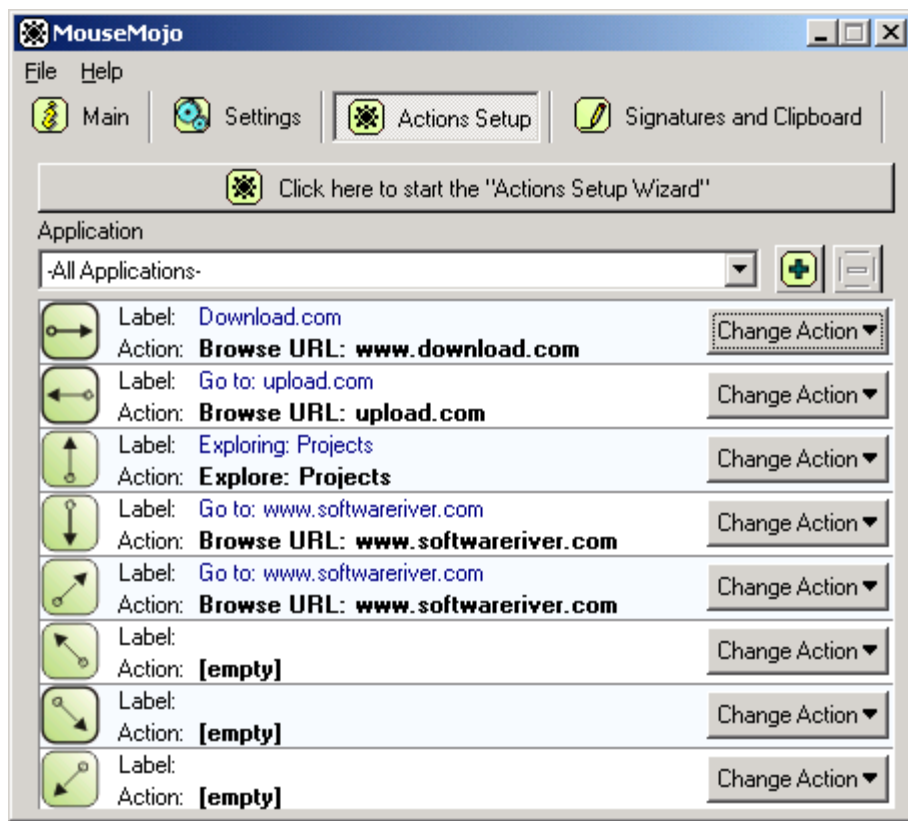 MouseMojo
File Help
Main Settings Actions Setup Signatures and Clipboard
Click here to start the "Actions Setup Wizard"
Application
-All Applications-
Label: Download.com
Action: Browse URL: www.download.com
Change Action
Label: Go to: upload.com
Action: Browse URL: upload.com
Change Action
Label: Exploring: Projects
Action: Explore: Projects
Change Action
Label: Go to: www.softwareriver.com
Action: Browse URL: www.softwareriver.com
Change Action
Label: Go to: www.softwareriver.com
Action: Browse URL: www.softwareriver.com
Change Action
Label:
Action: [empty]
Change Action
Label:
Action: [empty]
Change Action
Label:
Action: [empty]
Change Action